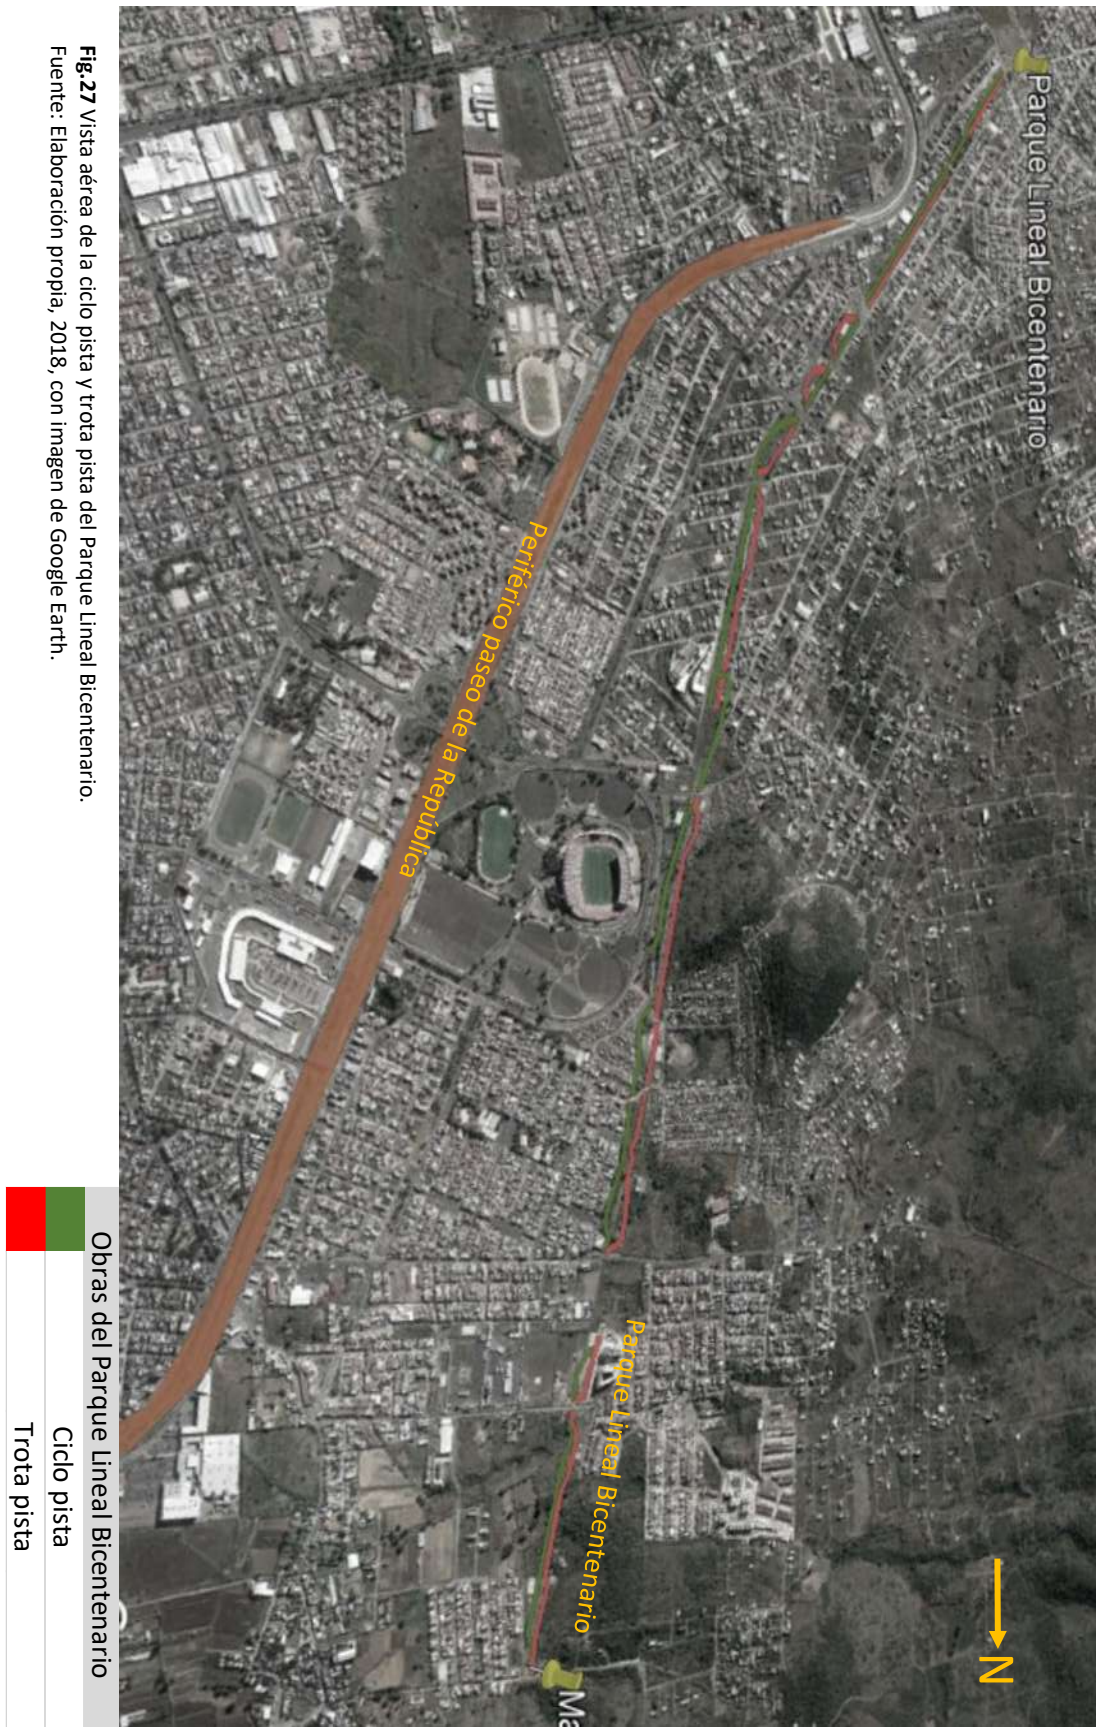 Parque Lineal Bicentenario
Periférico paseo de la República
Parque Lineal Bicentenario
Ma
N
Obras del Parque Lineal Bicentenario
Ciclo pista
Trota pista
Fig.27 Vista aérea de la ciclo pista y trota pista del Parque Lineal Bicentenario.
Fuente: Elaboración propia, 2018, con imagen de Google Earth.